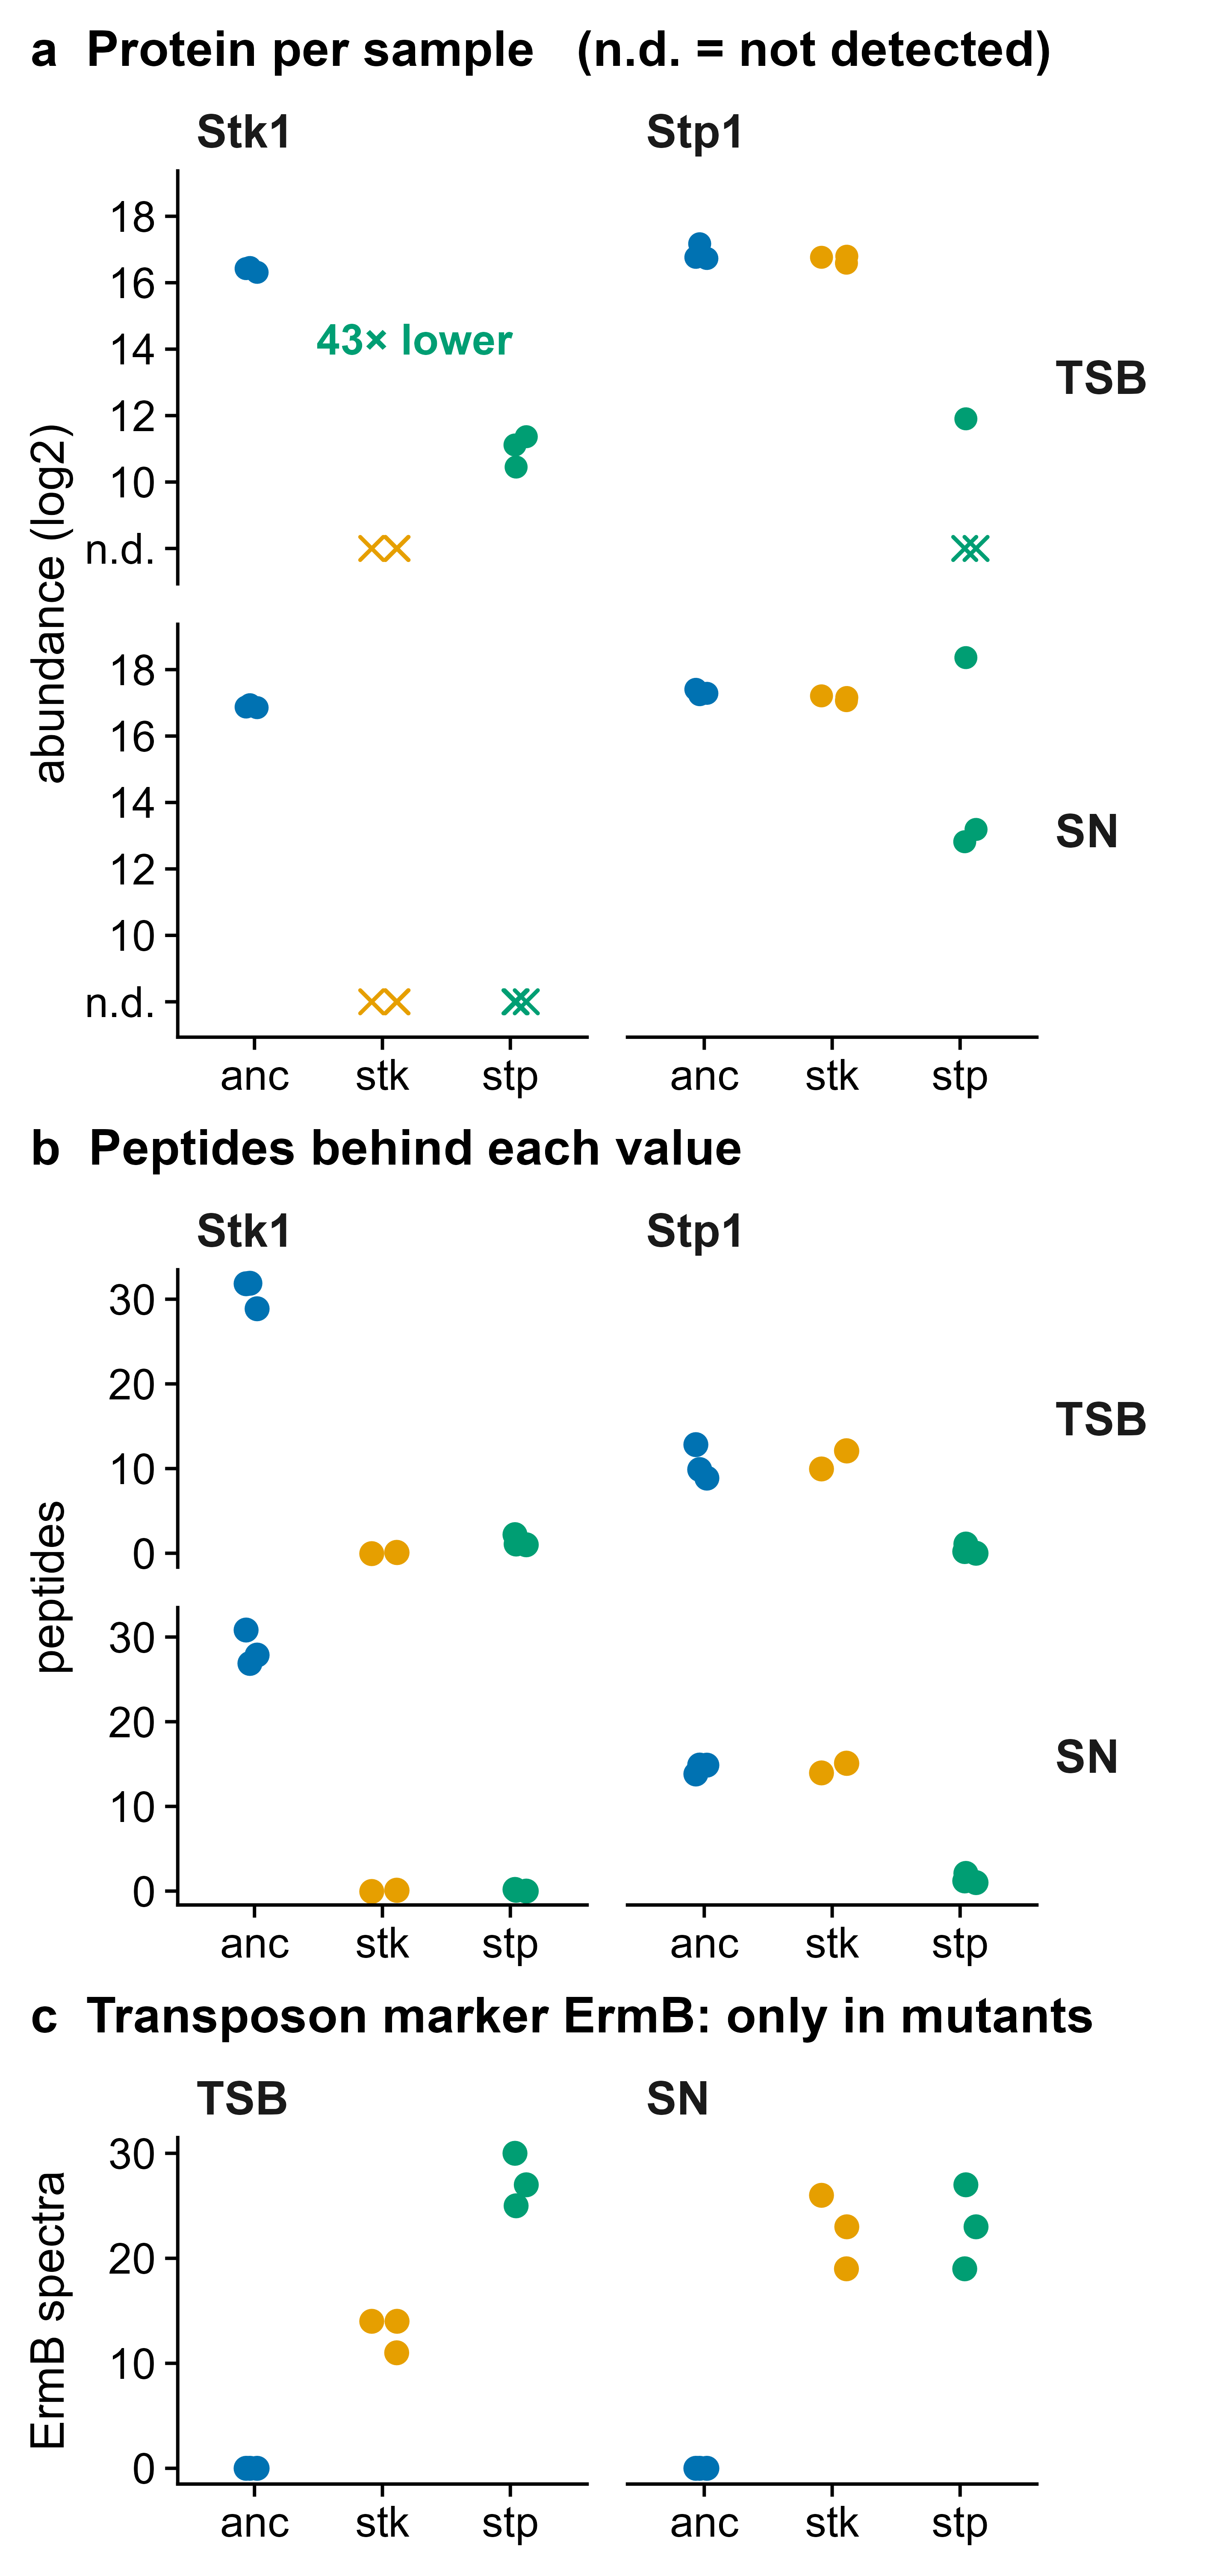 a Protein per sample (n.d. = not detected)
Stk1 Stp1
18
16
14
12
10
n.d.
43× lower
TSB
abundance (log2)
18
16
14
12
10
n.d.
SN
anc stk stp anc stk stp
b Peptides behind each value
Stk1 Stp1
30
20
10
0
TSB
peptides
30
20
10
0
SN
anc stk stp anc stk stp
c Transposon marker ErmB: only in mutants
TSB SN
30
20
10
0
ErmB spectra
anc stk stp anc stk stp